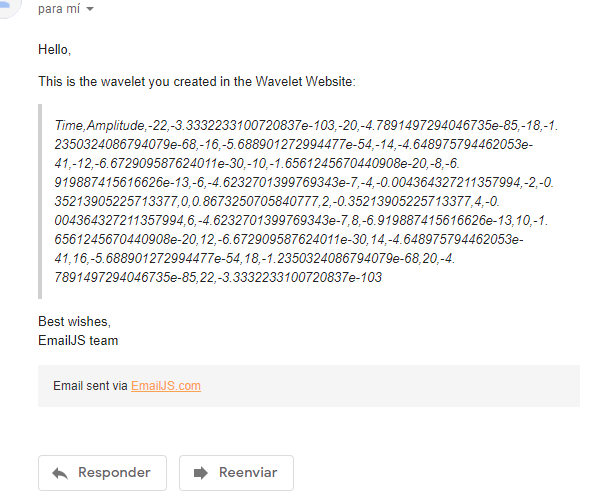 para mí
Hello,
This is the wavelet you created in the Wavelet Website:
Time,Amplitude,-22,-3.3332233100720837e-103,-20,-4.7891497294046735e-85,-18,-1.
2350324086794079e-68,-16,-5.688901272994477e-54,-14,-4.648975794462053e-
41,-12,-6.672909587624011e-30,-10,-1.6561245670440908e-20,-8,-6.
919887415616626e-13,-6,-4.6232701399769343e-7,-4,-0.004364327211357994,-2,-0.
35213905225713377,0,0.8673250705840777,2,-0.35213905225713377,4,-0.
004364327211357994,6,-4.6232701399769343e-7,8,-6.919887415616626e-13,10,-1.
6561245670440908e-20,12,-6.672909587624011e-30,14,-4.648975794462053e-
41,16,-5.688901272994477e-54,18,-1.2350324086794079e-68,20,-4.
7891497294046735e-85,22,-3.3332233100720837e-103
Best wishes,
EmailJS team
Email sent via EmailJS.com
Responder Reenviar